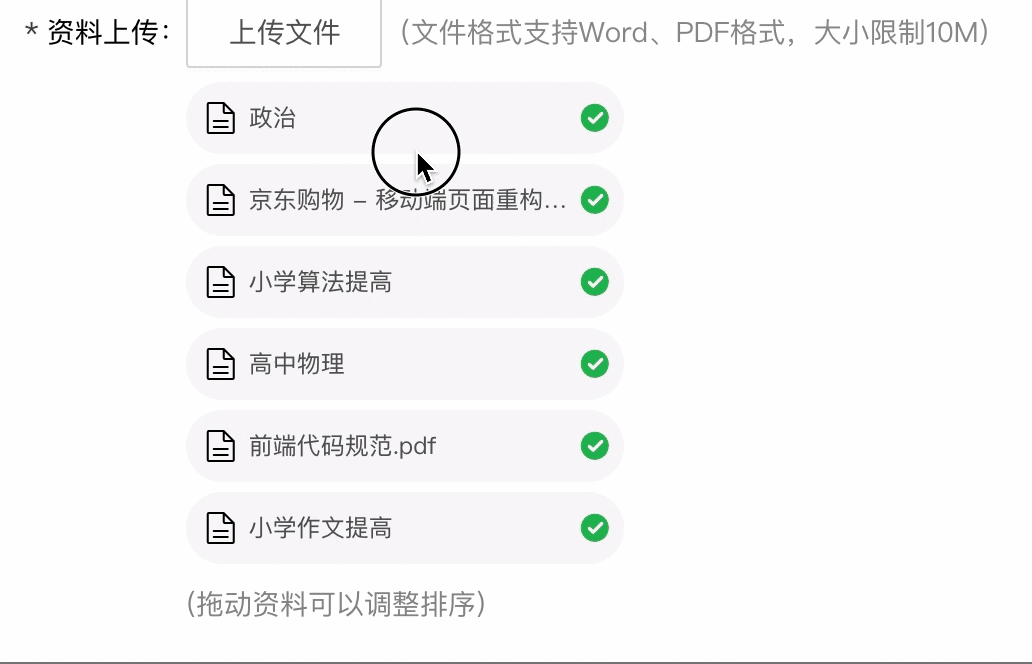 * 资料上传： 上传文件 （文件格式支持Word、PDF格式，大小限制10M）
政治
京东购物 – 移动端页面重构...
小学算法提高
高中物理
前端代码规范.pdf
小学作文提高
(拖动资料可以调整排序)